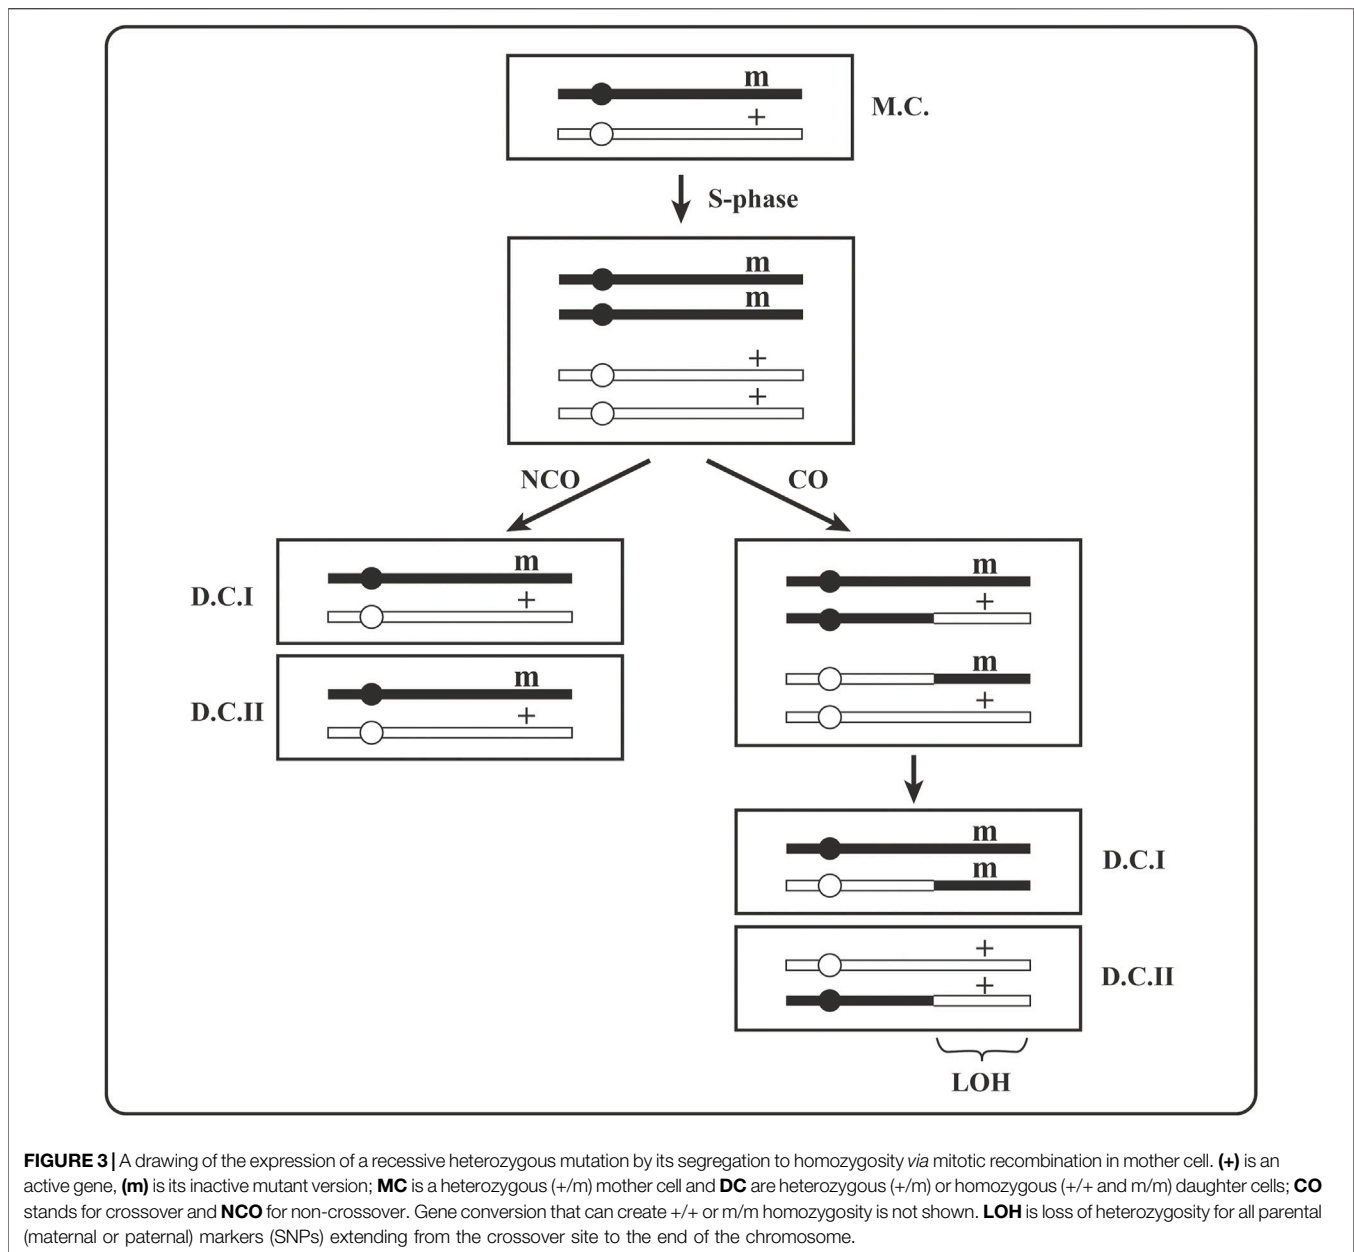 m
M.C.
+
S-phase
m
m
+
+
NCO
CO
m
D.C.I
+
m
D.C.II
+
m
+
m
+
m
D.C.I
m
+
D.C.II
+
LOH
FIGURE 3 | A drawing of the expression of a recessive heterozygous mutation by its segregation to homozygosity via mitotic recombination in mother cell. (+) is an
active gene, (m) is its inactive mutant version; MC is a heterozygous (+/m) mother cell and DC are heterozygous (+/m) or homozygous (+/+ and m/m) daughter cells; CO
stands for crossover and NCO for non-crossover. Gene conversion that can create +/+ or m/m homozygosity is not shown. LOH is loss of heterozygosity for all parental
(maternal or paternal) markers (SNPs) extending from the crossover site to the end of the chromosome.